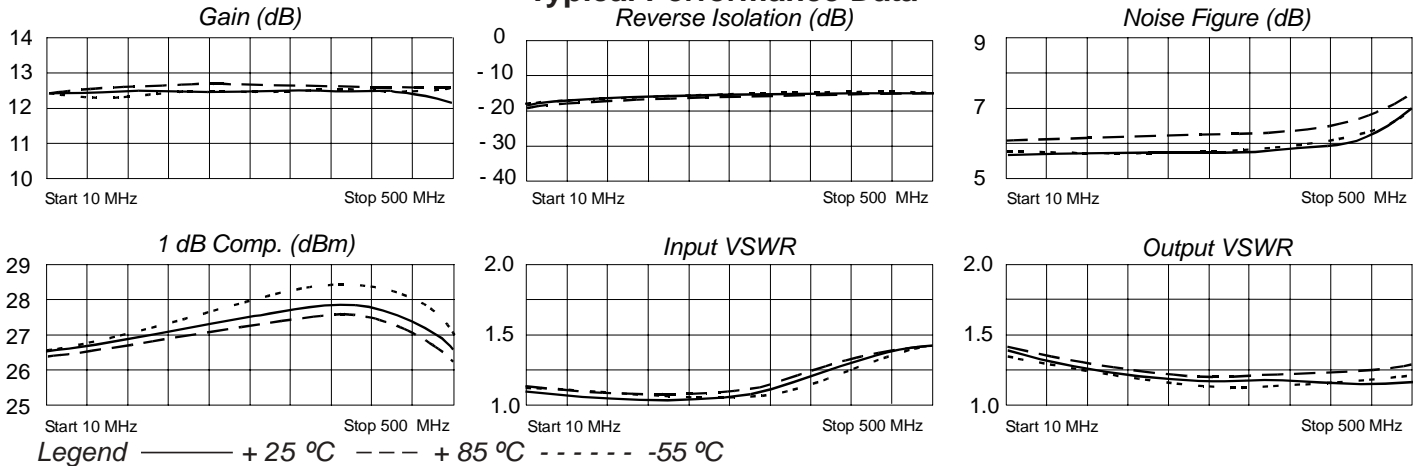 Typical Performance Data
Gain (dB)
14
13
12
11
10
Start 10 MHz
Stop 500 MHz
Reverse Isolation (dB)
0
- 10
- 20
- 30
- 40
Start 10 MHz
Stop 500 MHz
Noise Figure (dB)
9
7
5
Start 10 MHz
Stop 500 MHz
1 dB Comp. (dBm)
29
28
27
26
25
Start 10 MHz
Stop 500 MHz
Input VSWR
2.0
1.5
1.0
Start 10 MHz
Stop 500 MHz
Output VSWR
2.0
1.5
1.0
Start 10 MHz
Stop 500 MHz
Legend + 25 ºC + 85 ºC -55 ºC